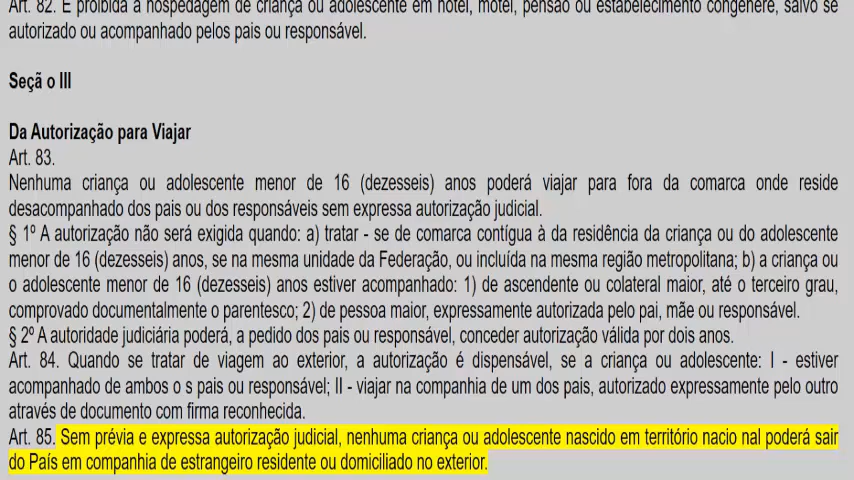 Art. 82. É proibida a hospedagem de criança ou adolescente em hotel, motel, pensão ou estabelecimento congênere, salvo se
autorizado ou acompanhado pelos pais ou responsável.
Seçã o III
Da Autorização para Viajar
Art. 83.
Nenhuma criança ou adolescente menor de 16 (dezesseis) anos poderá viajar para fora da comarca onde reside
desacompanhado dos pais ou dos responsáveis sem expressa autorização judicial.
§ 1º A autorização não será exigida quando: a) tratar - se de comarca contígua à da residência da criança ou do adolescente
menor de 16 (dezesseis) anos, se na mesma unidade da Federação, ou incluída na mesma região metropolitana; b) a criança ou
o adolescente menor de 16 (dezesseis) anos estiver acompanhado: 1) de ascendente ou colateral maior, até o terceiro grau,
comprovado documentalmente o parentesco; 2) de pessoa maior, expressamente autorizada pelo pai, mãe ou responsável.
§ 2º A autoridade judiciária poderá, a pedido dos pais ou responsável, conceder autorização válida por dois anos.
Art. 84. Quando se tratar de viagem ao exterior, a autorização é dispensável, se a criança ou adolescente: I - estiver
acompanhado de ambos o s pais ou responsável; II - viajar na companhia de um dos pais, autorizado expressamente pelo outro
através de documento com firma reconhecida.
Art. 85. Sem prévia e expressa autorização judicial, nenhuma criança ou adolescente nascido em território nacio nal poderá sair
do País em companhia de estrangeiro residente ou domiciliado no exterior.